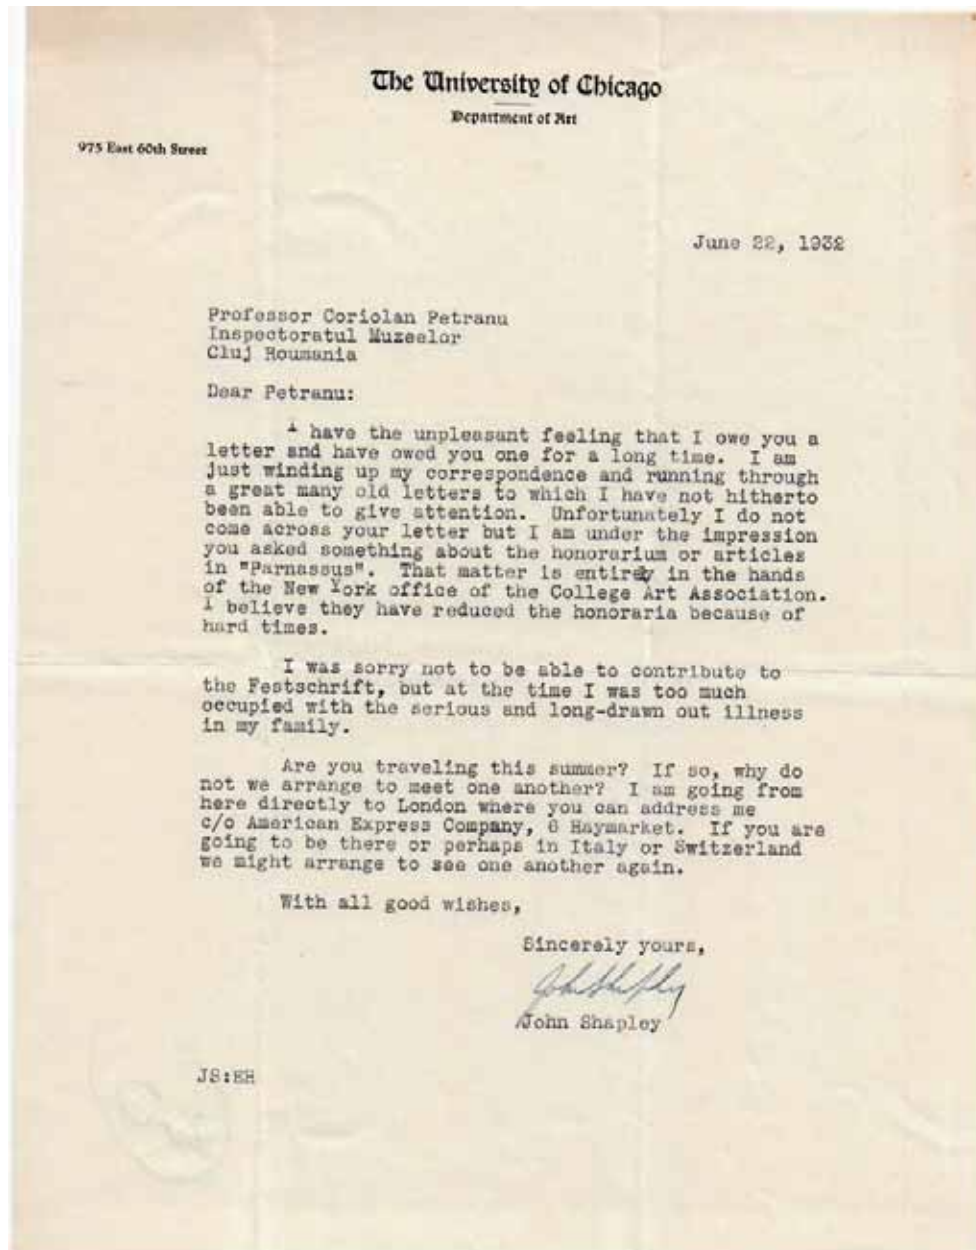 The University of Chicago
Department of Art
975 East 60th Street
June 22, 1932
Professor Coriolan Petranu
Inspectoratul Muzeelor
Cluj Roumania
Dear Petranu:
I have the unpleasant feeling that I owe you a
letter and have owed you one for a long time. I am
just winding up my correspondence and running through
a great many old letters to which I have not hitherto
been able to give attention. Unfortunately I do not
come across your letter but I am under the impression
you asked something about the honorarium or articles
in "Parnassus". That matter is entirey in the hands
of the New York office of the College Art Association.
I believe they have reduced the honoraria because of
hard times.
I was sorry not to be able to contribute to
the Festschrift, but at the time I was too much
occupied with the serious and long-drawn out illness
in my family.
Are you traveling this summer? If so, why do
not we arrange to meet one another? I am going from
here directly to London where you can address me
c/o American Express Company, 6 Haymarket. If you are
going to be there or perhaps in Italy or Switzerland
we might arrange to see one another again.
With all good wishes,
Sincerely yours,
John Shapley
John Shapley
JS:EH